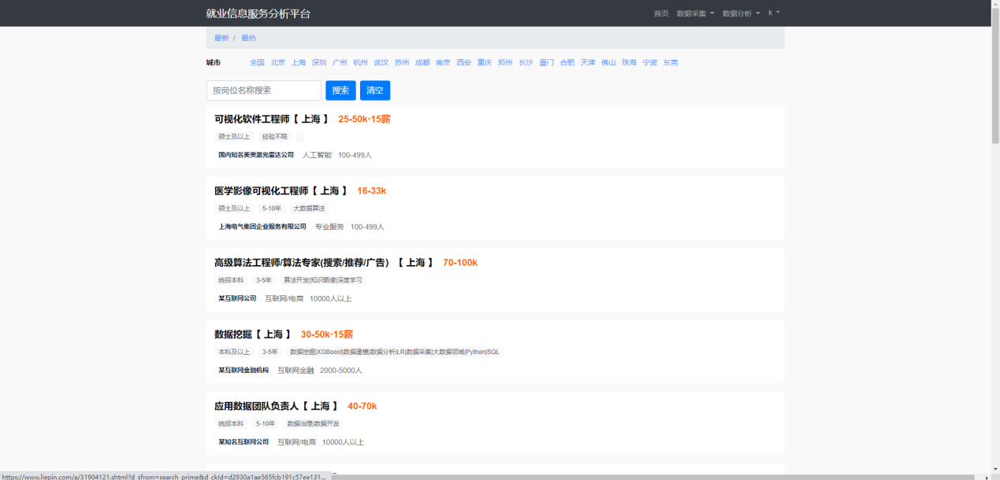 就业信息服务分析平台 首页 数据采集 数据分析 k
最新 / 最热
城市 全国 北京 上海 深圳 广州 杭州 武汉 苏州 成都 南京 西安 重庆 郑州 长沙 厦门 合肥 天津 佛山 珠海 宁波 东莞
按岗位名称搜索 搜索 清空
可视化软件工程师【 上海 】 25-50k·15薪
硕士及以上 经验不限
国内知名美资激光雷达公司 人工智能 100-499人
医学影像可视化工程师【 上海 】 16-33k
硕士及以上 5-10年 大数据算法
上海电气集团企业服务有限公司 专业服务 100-499人
高级算法工程师/算法专家(搜索/推荐/广告) 【 上海 】 70-100k
统招本科 3-5年 算法开发|知识图谱|深度学习
某互联网公司 互联网/电商 10000人以上
数据挖掘【 上海 】 30-50k·15薪
本科及以上 3-5年 数据挖掘|XGBoost|数据建模|数据分析|LR|数据采集|大数据领域|Python|SQL
某互联网金融机构 互联网金融 2000-5000人
应用数据团队负责人【 上海 】 40-70k
统招本科 5-10年 数据治理|数据开发
某知名互联网公司 互联网/电商 10000人以上
https://www.liepin.com/a/31904121.shtml?d_sfrom=search_prime&d_ckId=d2930a1ae565fcb191c57ee131...